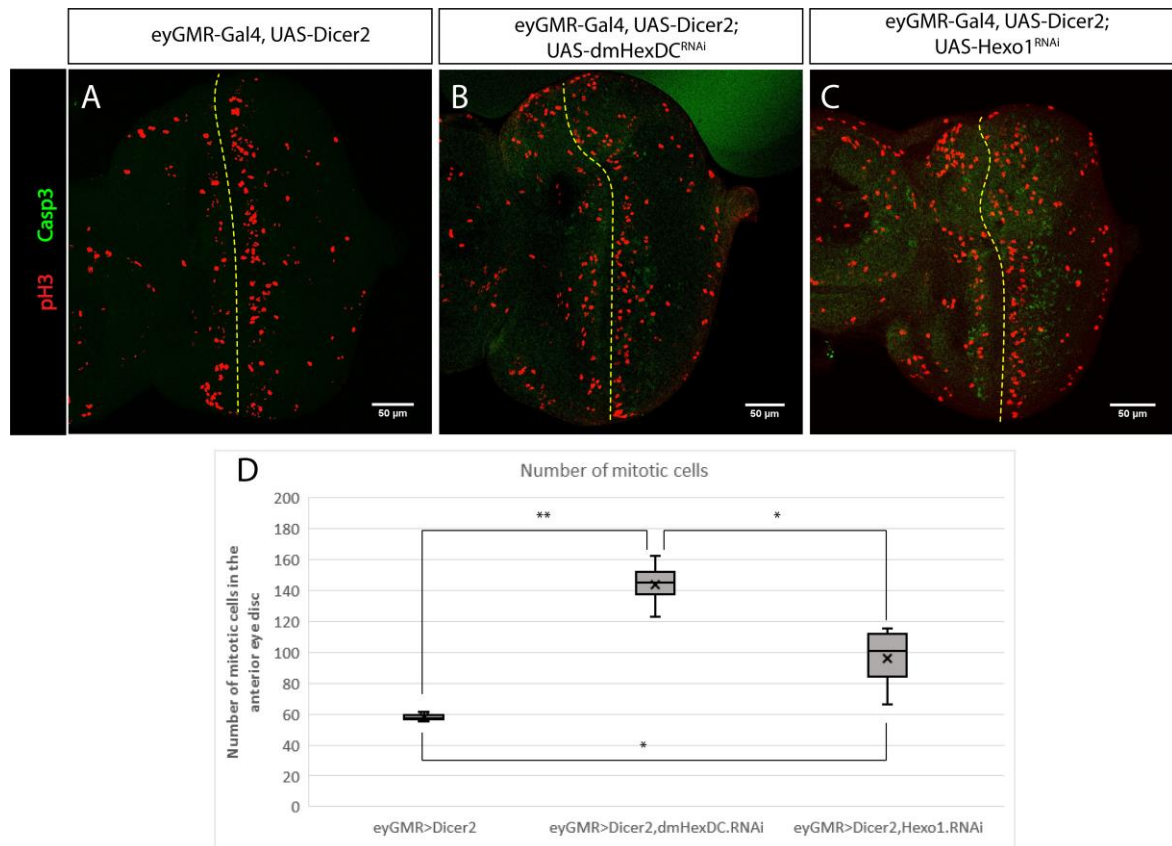 eyGMR-Gal4, UAS-Dicer2
eyGMR-Gal4, UAS-Dicer2;
UAS-dmHexDCRNAi
eyGMR-Gal4, UAS-Dicer2;
UAS-Hexo1RNAi
pH3 Casp3
A
50 µm
B
50 µm
C
50 µm
D
Number of mitotic cells
Number of mitotic cells in the
anterior eye disc
200
180
160
140
120
100
80
60
40
20
0
**
*
*
eyGMR>Dicer2
eyGMR>Dicer2,dmHexDC.RNAi
eyGMR>Dicer2,Hexo1.RNAi